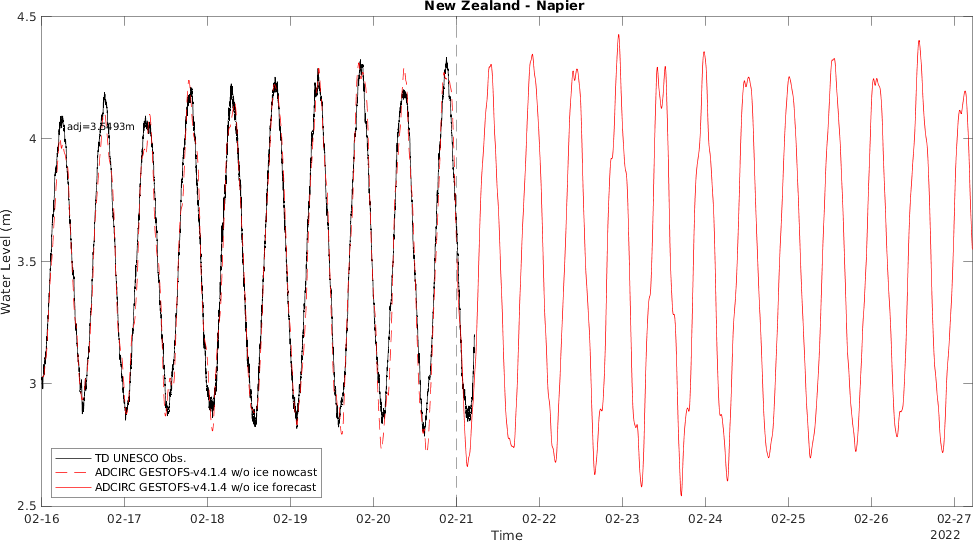 New Zealand - Napier
4.5
4
3.5
3
2.5
Water Level (m)
adj=3.5493m
TD UNESCO Obs.
ADCIRC GESTOFS-v4.1.4 w/o ice nowcast
ADCIRC GESTOFS-v4.1.4 w/o ice forecast
02-16 02-17 02-18 02-19 02-20 02-21 02-22 02-23 02-24 02-25 02-26 02-27
Time
2022